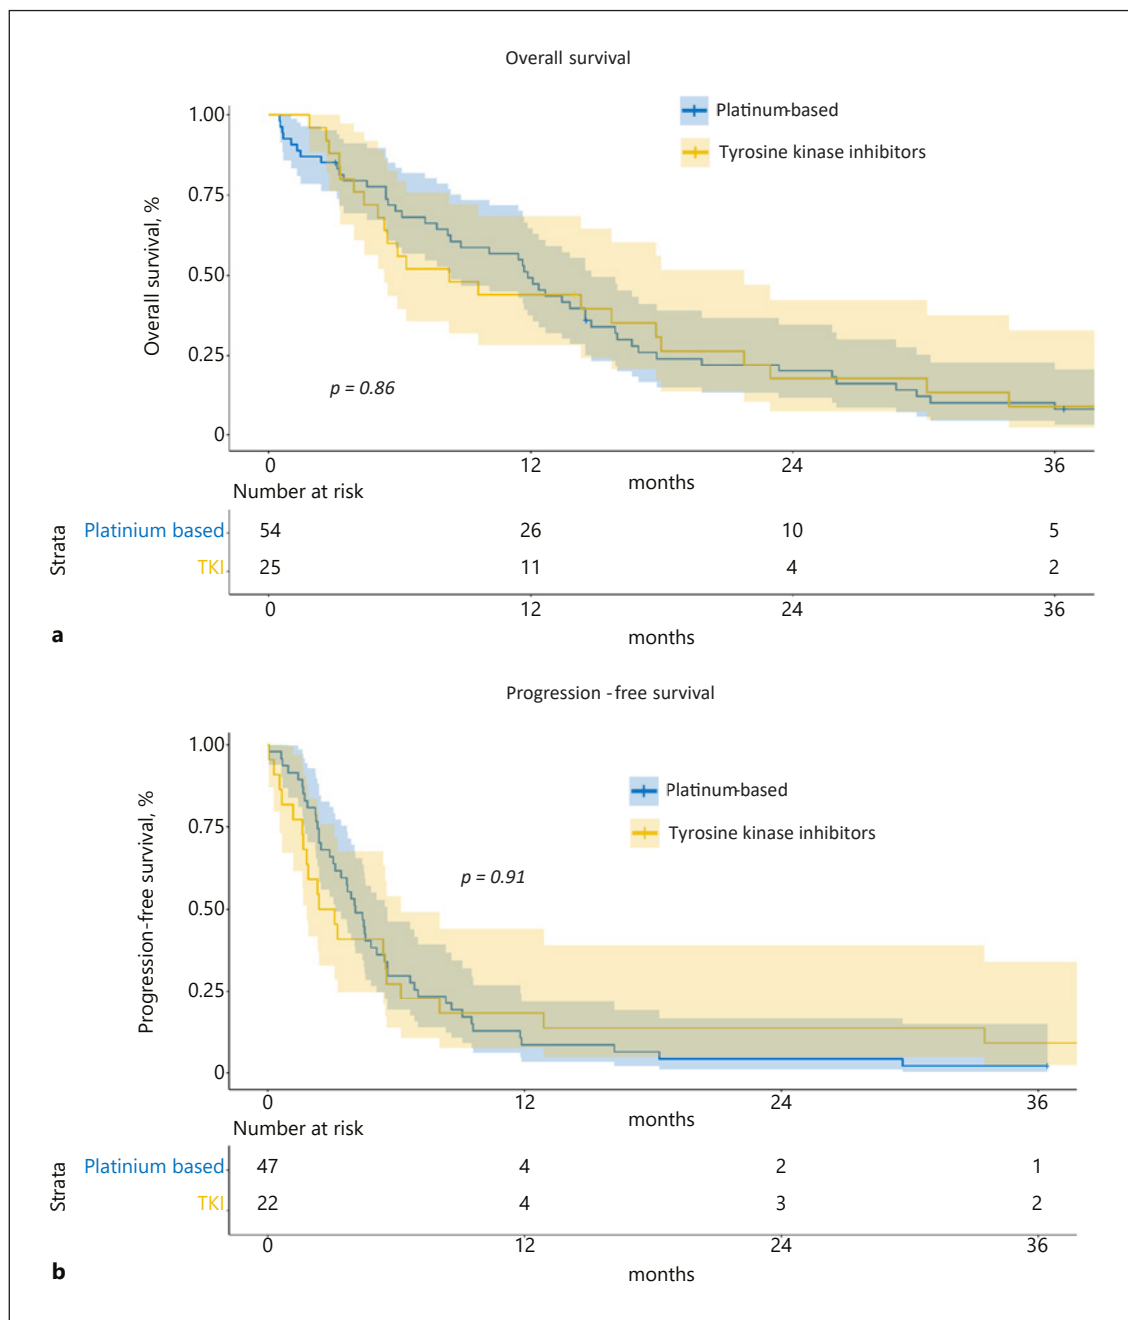 Overall survival
Platinum-based
Tyrosine kinase inhibitors
Overall survival, %
1.00
0.75
0.50
0.25
0
p = 0.86
0 12 24 36
months
Number at risk
Strata
Platinium based 54 26 10 5
TKI 25 11 4 2
0 12 24 36
months
a
Progression -free survival
Platinum-based
Tyrosine kinase inhibitors
Progression-free survival, %
1.00
0.75
0.50
0.25
0
p = 0.91
0 12 24 36
months
Number at risk
Strata
Platinium based 47 4 2 1
TKI 22 4 3 2
0 12 24 36
months
b